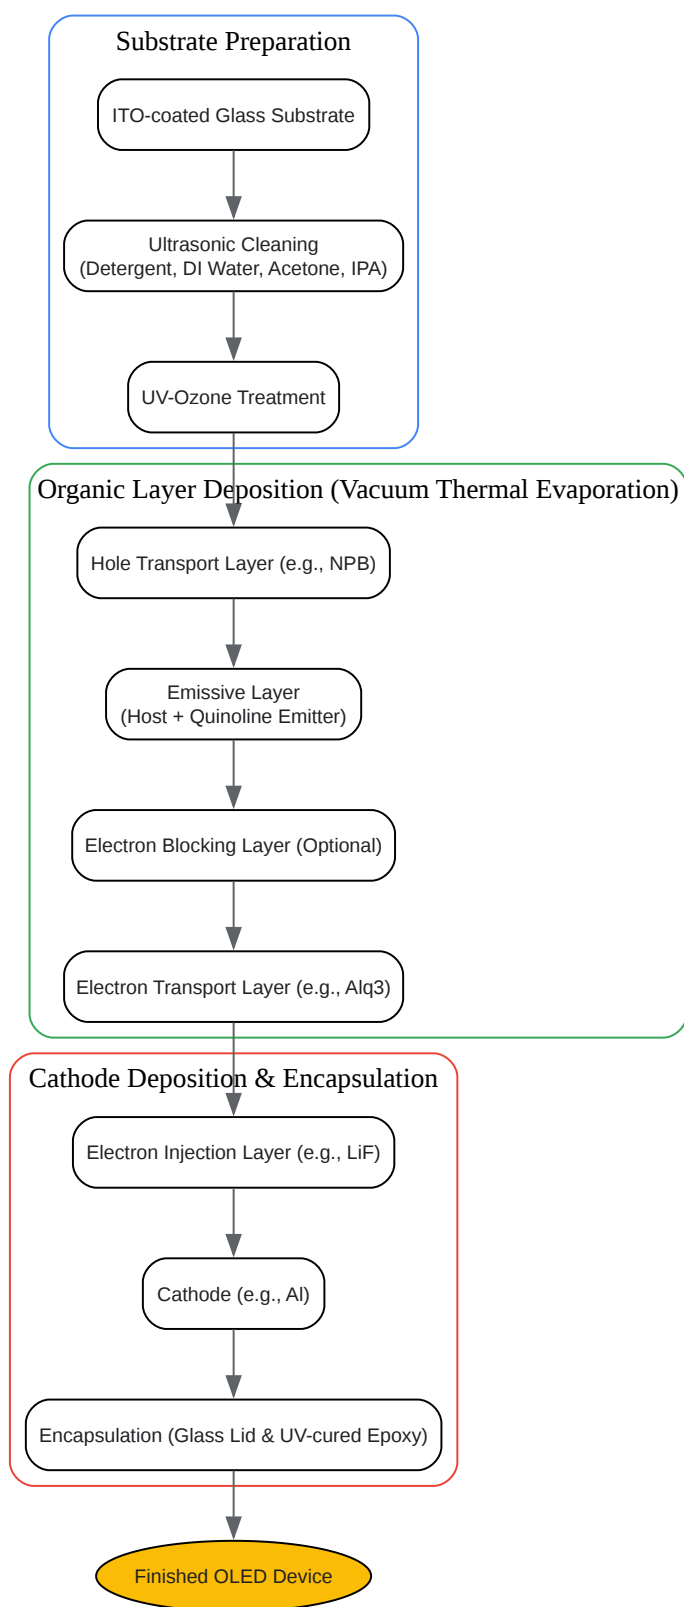 Substrate Preparation
ITO-coated Glass Substrate
Ultrasonic Cleaning
(Detergent, DI Water, Acetone, IPA)
UV-Ozone Treatment
Organic Layer Deposition (Vacuum Thermal Evaporation)
Hole Transport Layer (e.g., NPB)
Emissive Layer
(Host + Quinoline Emitter)
Electron Blocking Layer (Optional)
Electron Transport Layer (e.g., Alq3)
Cathode Deposition & Encapsulation
Electron Injection Layer (e.g., LiF)
Cathode (e.g., Al)
Encapsulation (Glass Lid & UV-cured Epoxy)
Finished OLED Device